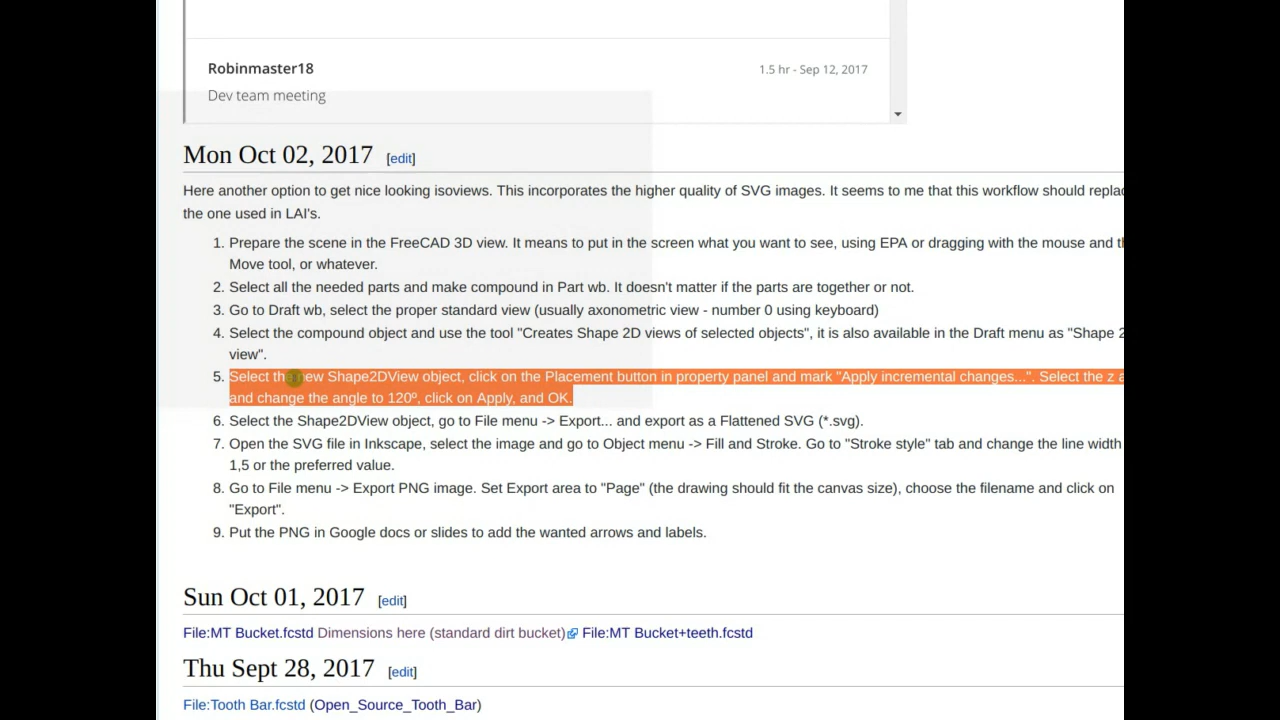 Robinmaster18
1.5 hr - Sep 12, 2017
Dev team meeting
Mon Oct 02, 2017 [edit]
Here another option to get nice looking isoviews. This incorporates the higher quality of SVG images. It seems to me that this workflow should replac
the one used in LAI's.
1. Prepare the scene in the FreeCAD 3D view. It means to put in the screen what you want to see, using EPA or dragging with the mouse and th
Move tool, or whatever.
2. Select all the needed parts and make compound in Part wb. It doesn't matter if the parts are together or not.
3. Go to Draft wb, select the proper standard view (usually axonometric view - number 0 using keyboard)
4. Select the compound object and use the tool "Creates Shape 2D views of selected objects", it is also available in the Draft menu as "Shape 2
view".
5. Select the new Shape2DView object, click on the Placement button in property panel and mark "Apply incremental changes...". Select the z a
and change the angle to 120º, click on Apply, and OK.
6. Select the Shape2DView object, go to File menu -> Export... and export as a Flattened SVG (*.svg).
7. Open the SVG file in Inkscape, select the image and go to Object menu -> Fill and Stroke. Go to "Stroke style" tab and change the line width
1,5 or the preferred value.
8. Go to File menu -> Export PNG image. Set Export area to "Page" (the drawing should fit the canvas size), choose the filename and click on
"Export".
9. Put the PNG in Google docs or slides to add the wanted arrows and labels.
Sun Oct 01, 2017 [edit]
File:MT Bucket.fcstd Dimensions here (standard dirt bucket) File:MT Bucket+teeth.fcstd
Thu Sept 28, 2017 [edit]
File:Tooth Bar.fcstd (Open_Source_Tooth_Bar)